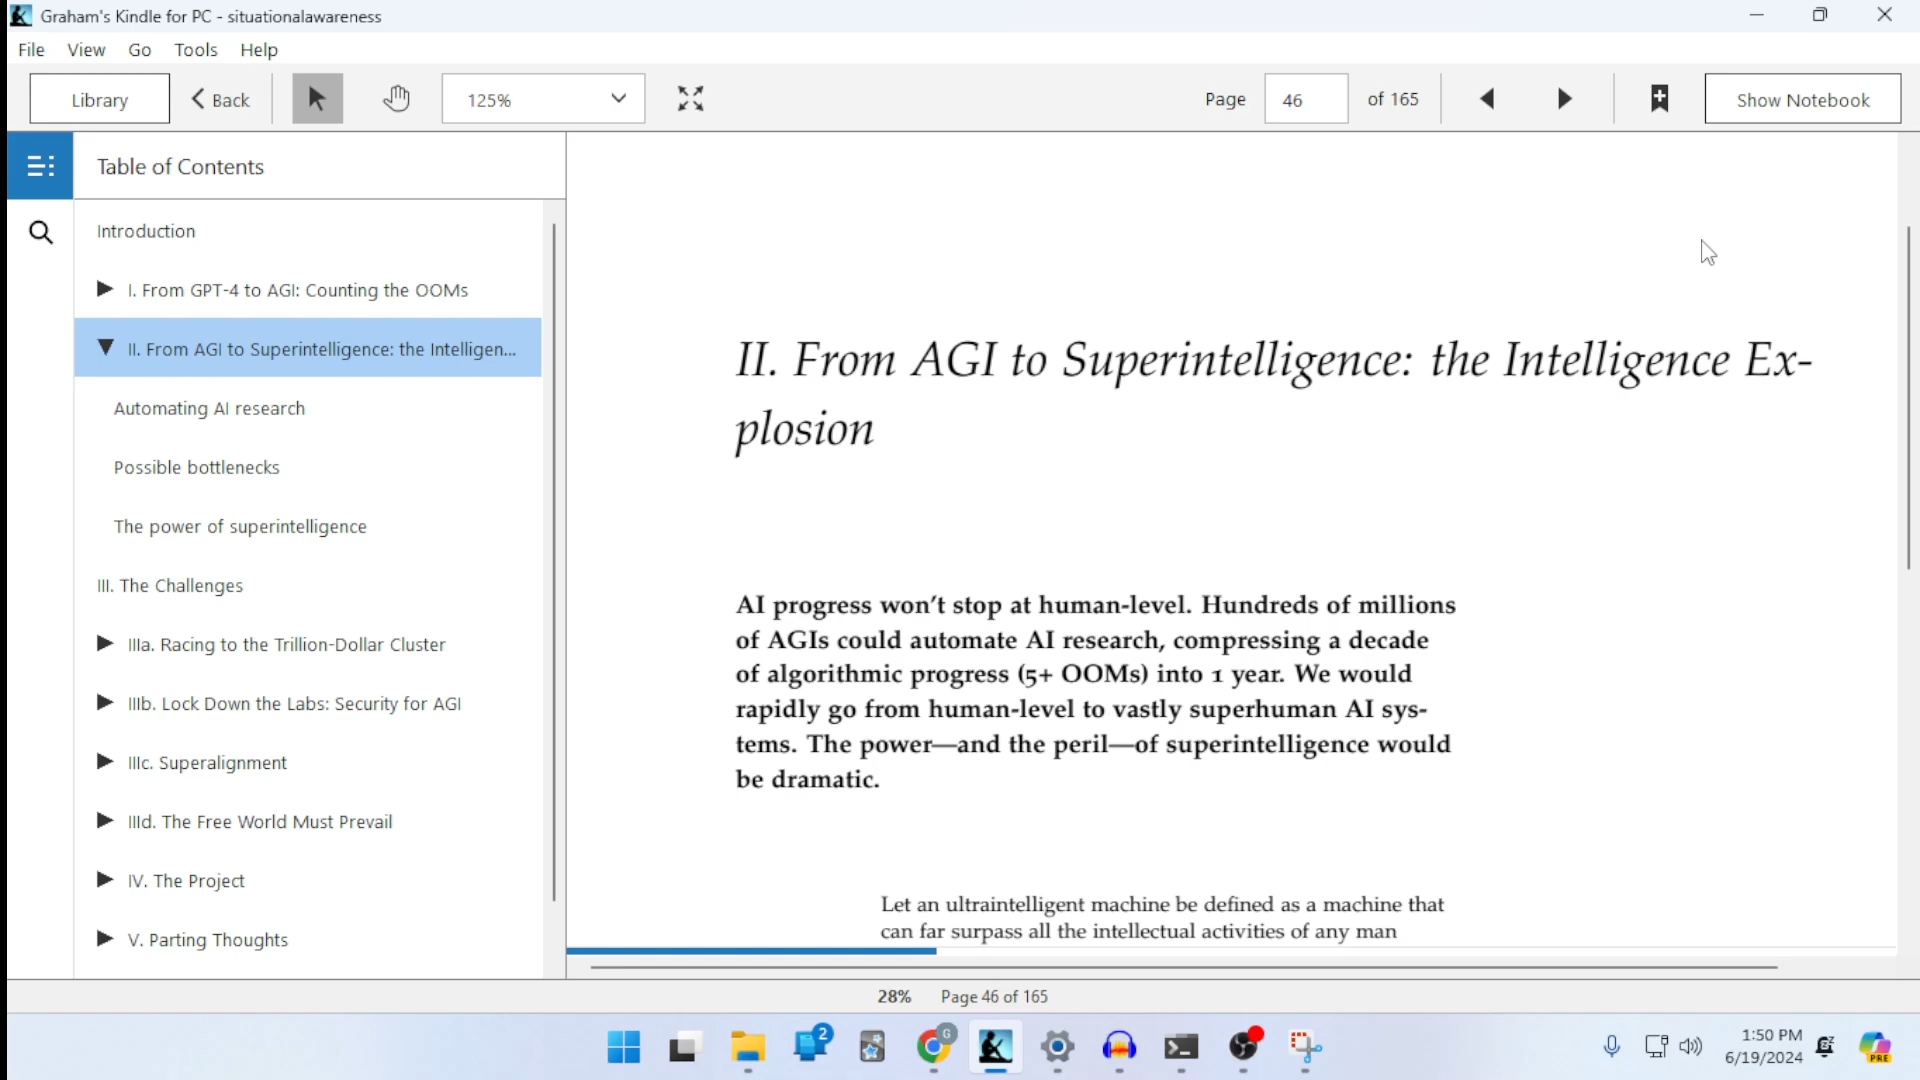 Graham's Kindle for PC - situationalawareness
File View Go Tools Help
Library Back 125% Page 46 of 165 Show Notebook
Table of Contents
Introduction
I. From GPT-4 to AGI: Counting the OOMs
II. From AGI to Superintelligence: the Intelligen...
Automating AI research
Possible bottlenecks
The power of superintelligence
III. The Challenges
IIIa. Racing to the Trillion-Dollar Cluster
IIIb. Lock Down the Labs: Security for AGI
IIIc. Superalignment
IIId. The Free World Must Prevail
IV. The Project
V. Parting Thoughts
II. From AGI to Superintelligence: the Intelligence Ex-
plosion
AI progress won't stop at human-level. Hundreds of millions
of AGIs could automate AI research, compressing a decade
of algorithmic progress (5+ OOMs) into 1 year. We would
rapidly go from human-level to vastly superhuman AI sys-
tems. The power—and the peril—of superintelligence would
be dramatic.
Let an ultraintelligent machine be defined as a machine that
can far surpass all the intellectual activities of any man
28% Page 46 of 165
2
G
1:50 PM
6/19/2024
PRE